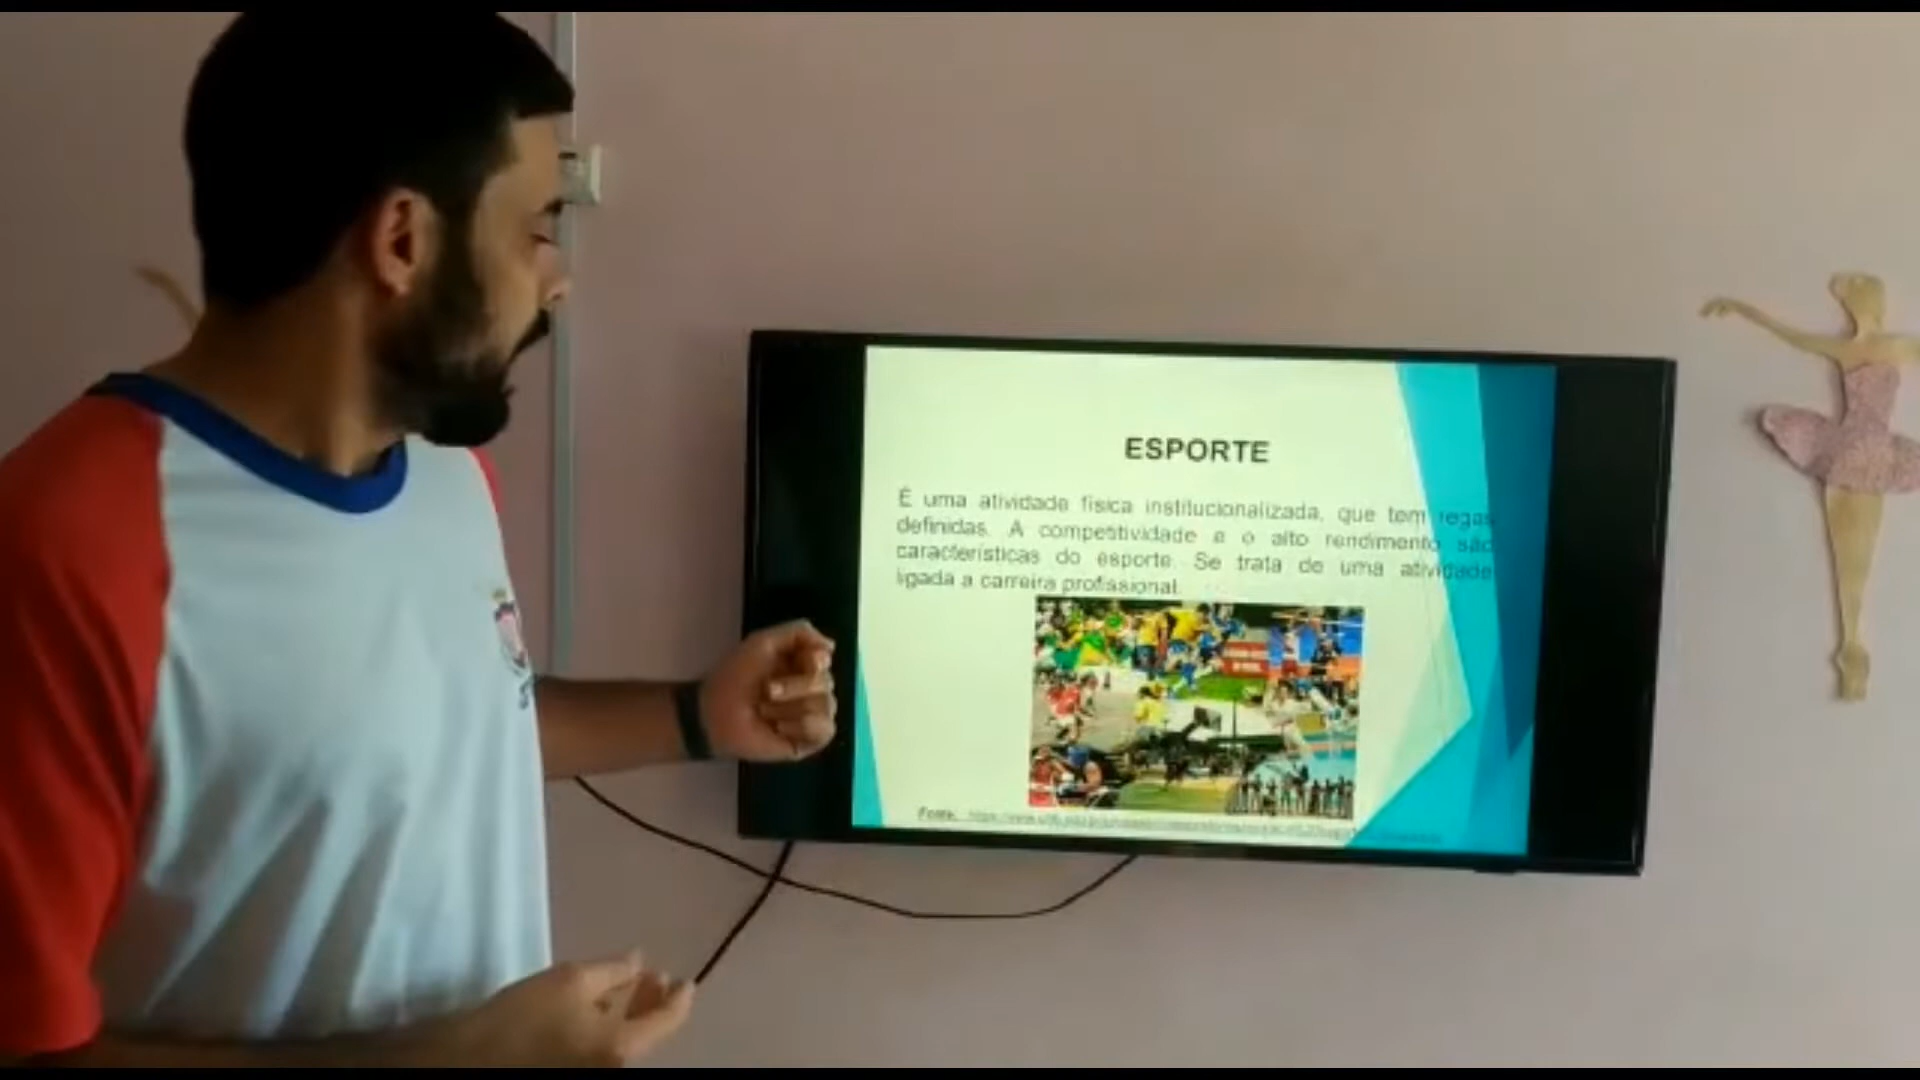 ESPORTE
É uma atividade física institucionalizada, que tem regas
definidas. A competitividade e o alto rendimento são
características do esporte. Se trata de uma atividade
ligada a carreira profissional.
Fonte: